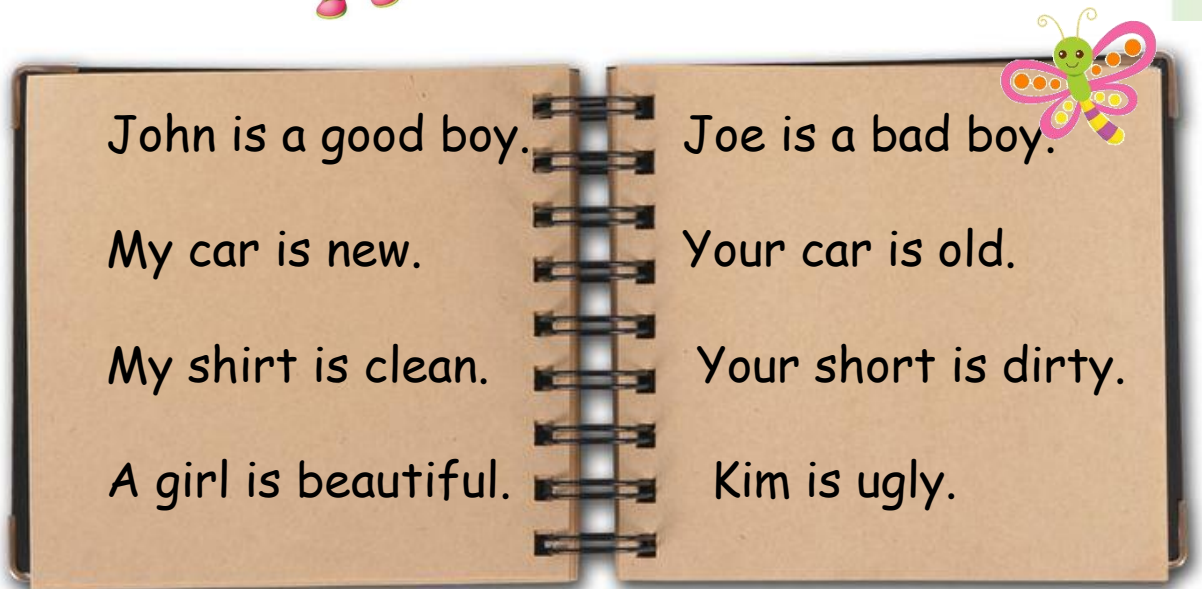 John is a good boy.
My car is new.
My shirt is clean.
A girl is beautiful.
Joe is a bad boy.
Your car is old.
Your short is dirty.
Kim is ugly.